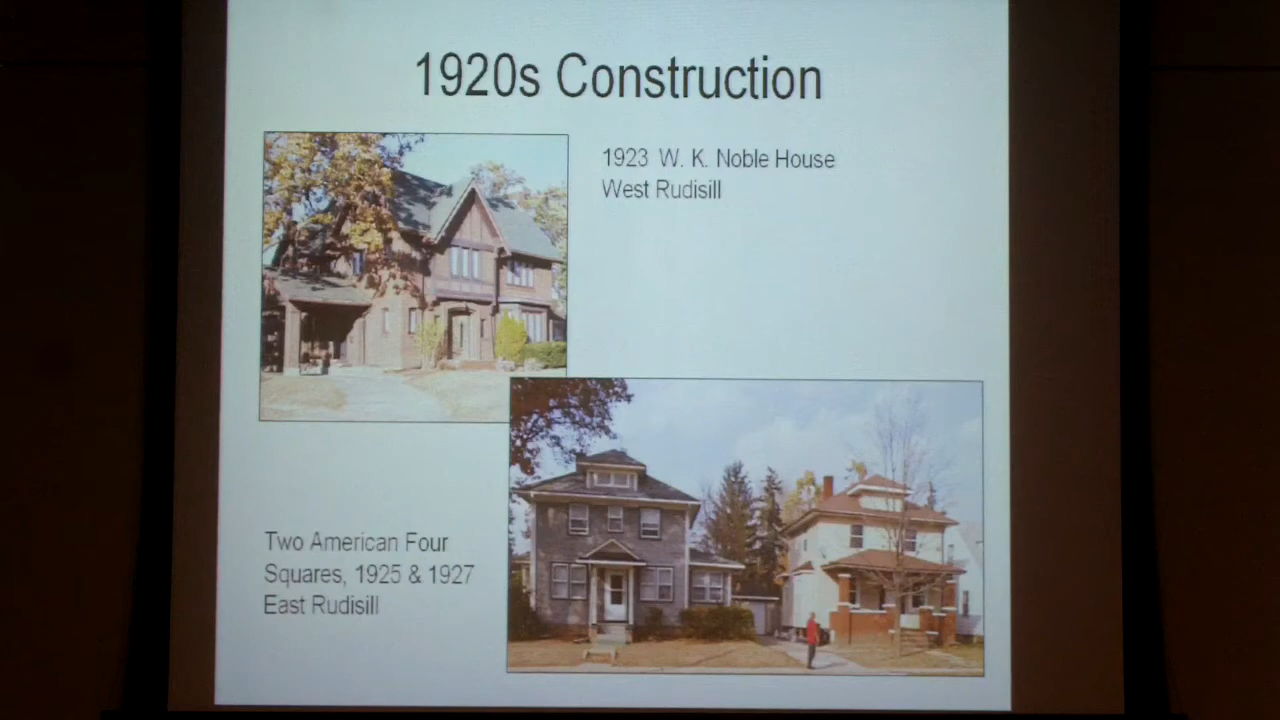 1920s Construction
1923 W. K. Noble House
West Rudisill
Two American Four
Squares, 1925 & 1927
East Rudisill